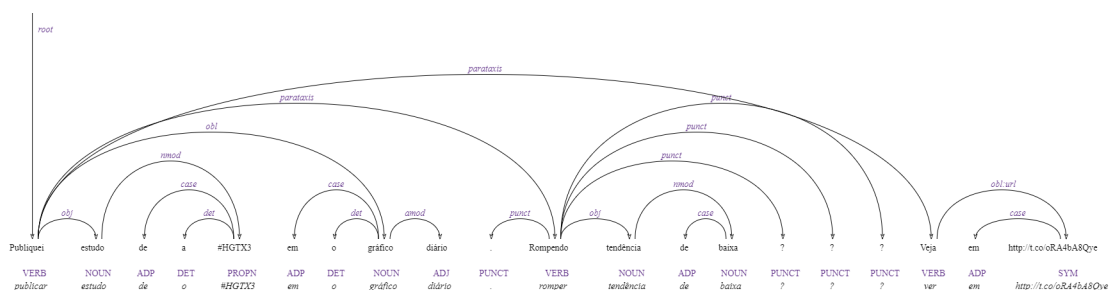 root
parataxis
parataxis punct
obl punct
nmod punct
case case nmod case obl:url
obj det det amod punct obj case case
Publiquei estudo de a #HGTX3 em o gráfico diário . Rompendo tendência de baixa ? ? ? Veja em http://t.co/oRA4bA8Qye
VERB NOUN ADP DET PROPN ADP DET NOUN ADJ PUNCT VERB NOUN ADP NOUN PUNCT PUNCT PUNCT VERB ADP SYM
publicar estudo de o #HGTX3 em o gráfico diário . romper tendência de baixa ? ? ? ver em http://t.co/oRA4bA8Qye